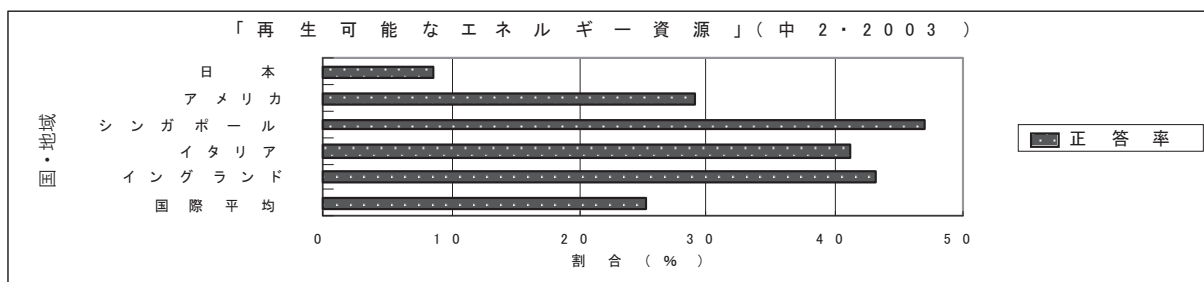 「再生可能なエネルギー資源」(中2・2003)
日本
アメリカ
シンガポール
イタリア
イングランド
国際平均
国・地域
0 10 20 30 40 50
割合(%)
正答率